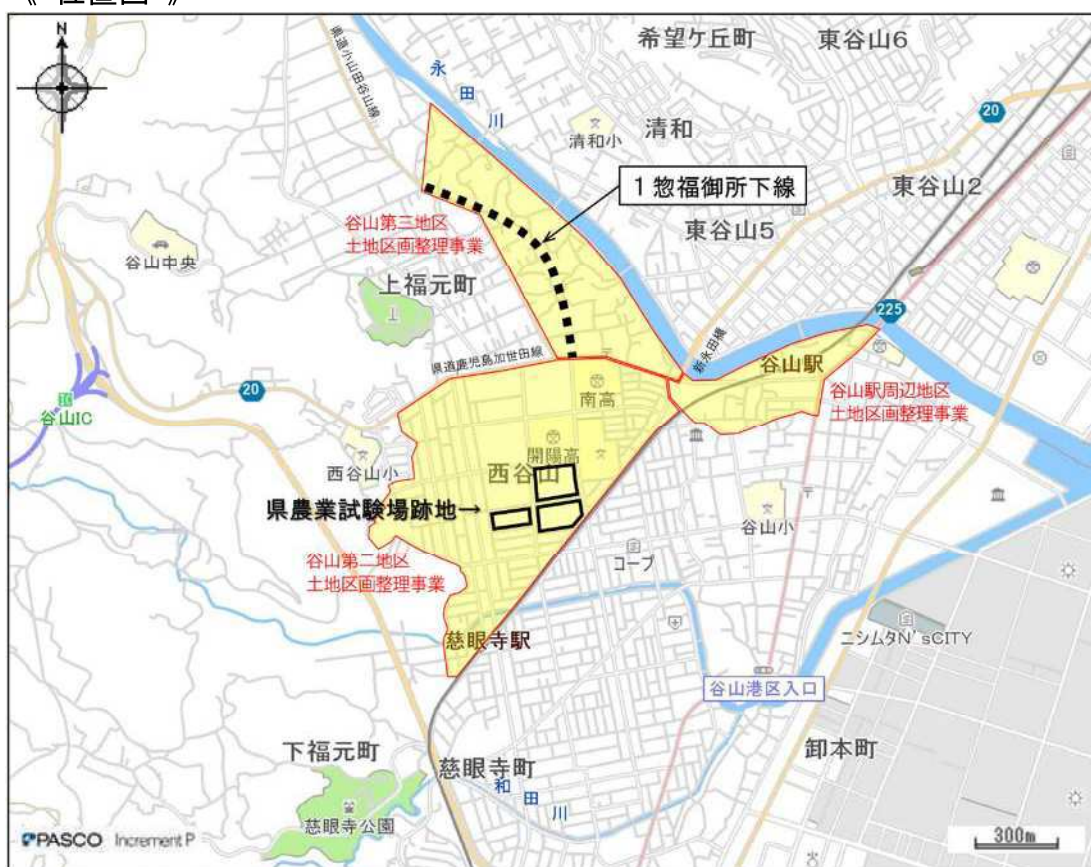 《 位置図 》
N
県道小山田谷山線
永田川
希望ケ丘町
東谷山6
清和小
清和
20
1 惣福御所下線
東谷山2
東谷山5
谷山第三地区
土地区画整理事業
谷山中央
上福元町
225
新永田橋
谷山駅
県道鹿児島加世田線
谷山駅周辺地区
土地区画整理事業
南高
20
谷山IC
開陽高
西谷山
西谷山小
県農業試験場跡地→
谷山小
谷山第二地区
土地区画整理事業
コープ
慈眼寺駅
ニシムタN'sCITY
谷山港区入口
下福元町
慈眼寺町
卸本町
和田川
慈眼寺公園
PASCO Increment P
300m